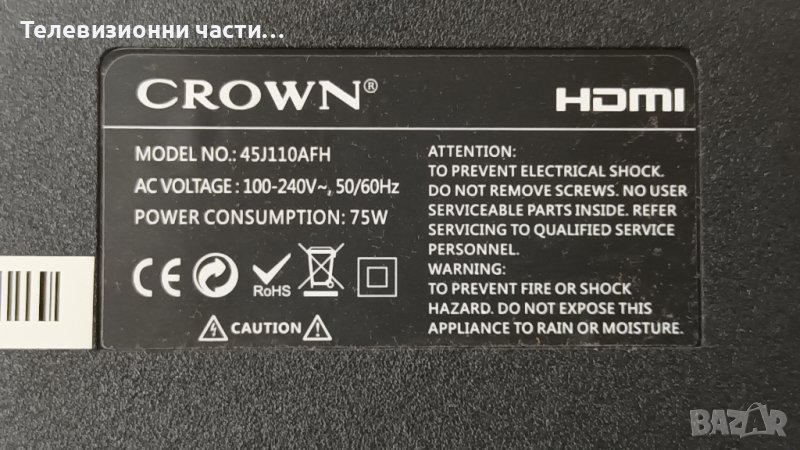 Телевизионни части…
CROWN®
HDMI
MODEL NO.: 45J110AFH
AC VOLTAGE : 100-240V~, 50/60Hz
POWER CONSUMPTION: 75W
CE
RoHS
CAUTION
ATTENTION:
TO PREVENT ELECTRICAL SHOCK.
DO NOT REMOVE SCREWS. NO USER
SERVICEABLE PARTS INSIDE. REFER
SERVICING TO QUALIFIED SERVICE
PERSONNEL.
WARNING:
TO PREVENT FIRE OR SHOCK
HAZARD. DO NOT EXPOSE THIS
APPLIANCE TO RAIN OR MOISTURE.
BAZAR